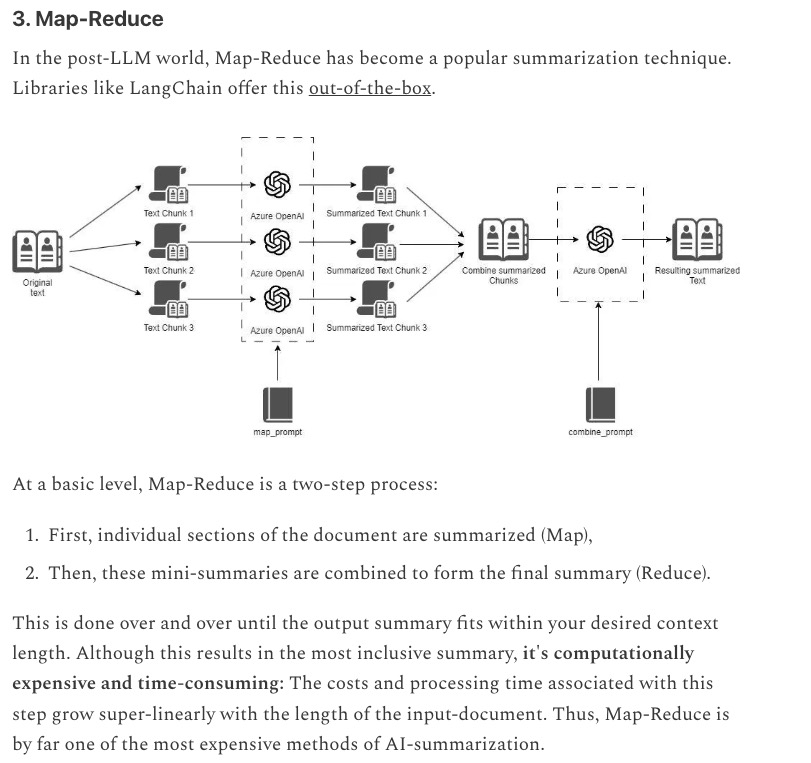 3. Map-Reduce
In the post-LLM world, Map-Reduce has become a popular summarization technique.
Libraries like LangChain offer this out-of-the-box.
Text Chunk 1
Azure OpenAI
Summarized Text Chunk 1
Text Chunk 2
Azure OpenAI
Summarized Text Chunk 2
Combine summarized
Chunks
Azure OpenAI
Resulting summarized
Text
Original
text
Text Chunk 3
Azure OpenAI
Summarized Text Chunk 3
map_prompt
combine_prompt
At a basic level, Map-Reduce is a two-step process:
1. First, individual sections of the document are summarized (Map),
2. Then, these mini-summaries are combined to form the final summary (Reduce).
This is done over and over until the output summary fits within your desired context
length. Although this results in the most inclusive summary, it's computationally
expensive and time-consuming: The costs and processing time associated with this
step grow super-linearly with the length of the input-document. Thus, Map-Reduce is
by far one of the most expensive methods of AI-summarization.